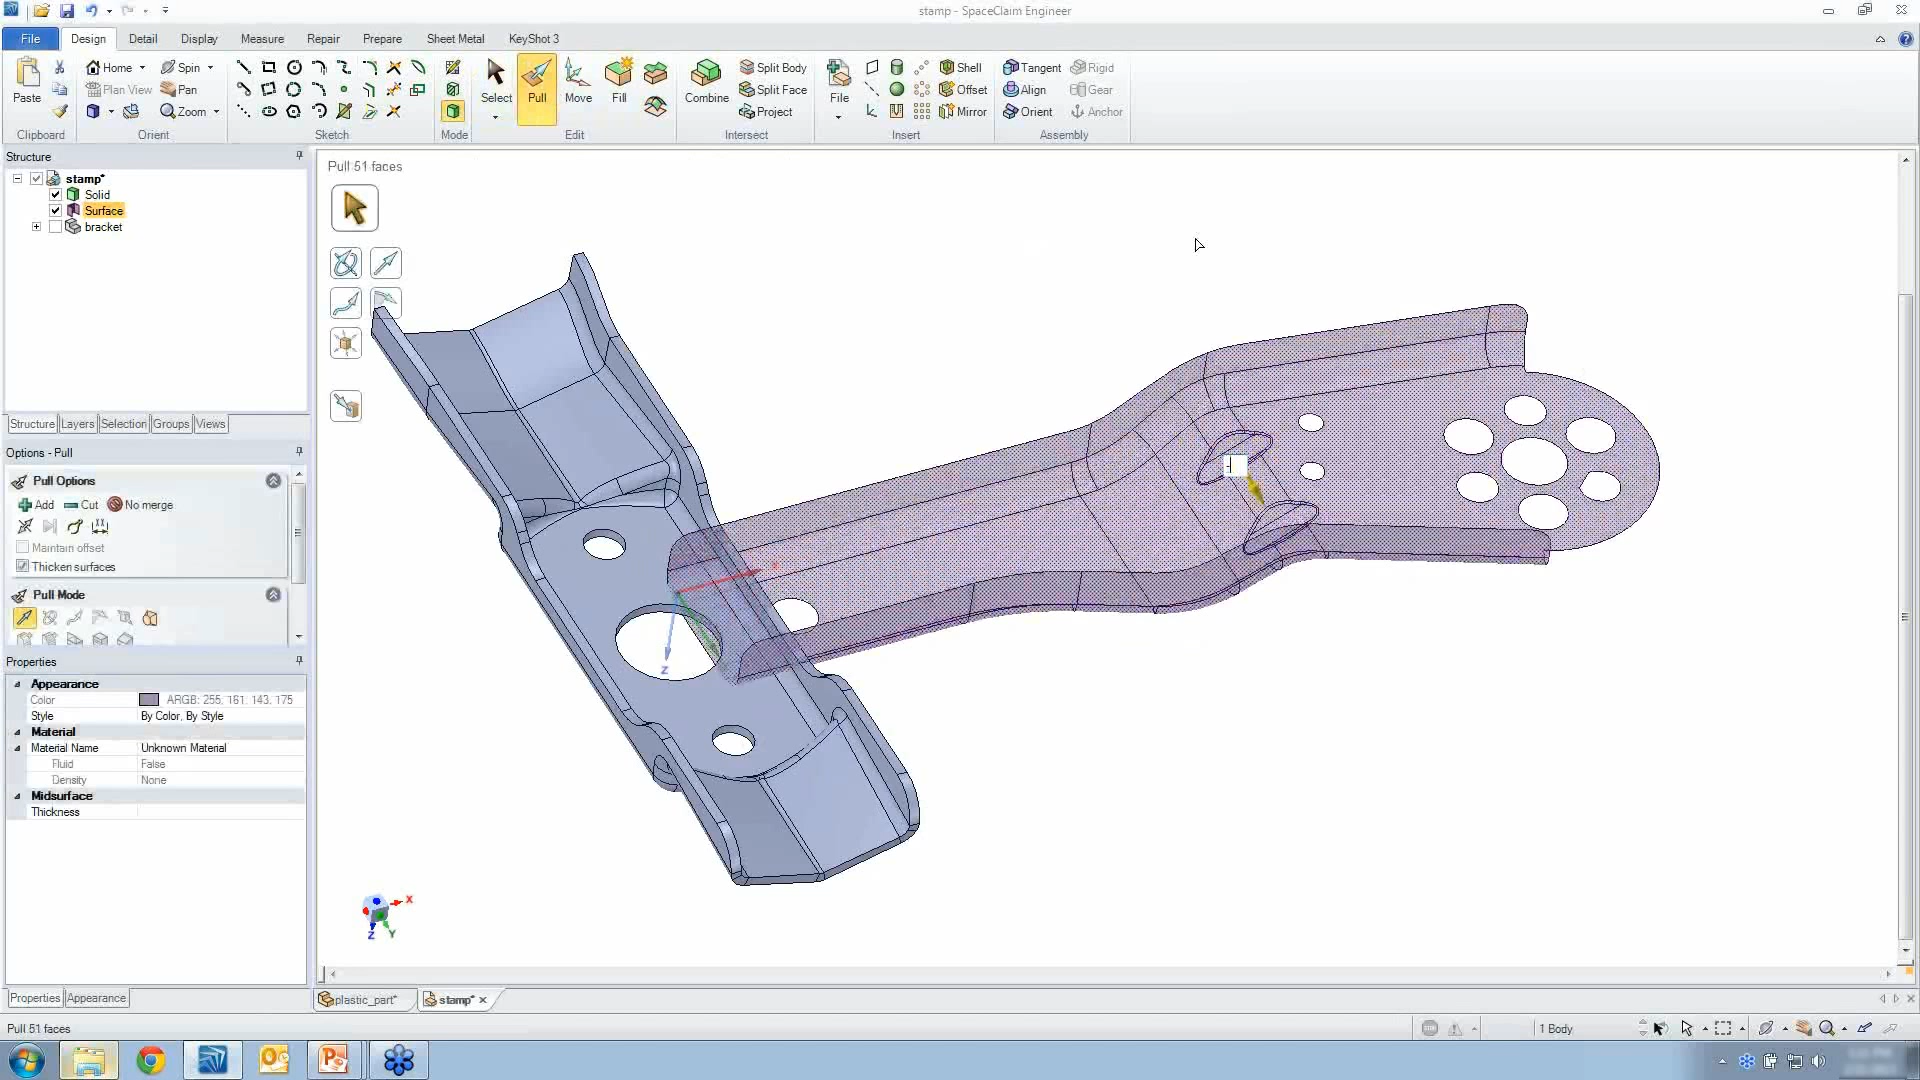 stamp - SpaceClaim Engineer
File Design Detail Display Measure Repair Prepare Sheet Metal KeyShot 3
Home Spin Split Body Shell Tangent Rigid
Plan View Pan Split Face Offset Align Gear
Paste Select Pull Move Fill Combine File
Zoom Project Mirror Orient Anchor
Clipboard Orient Sketch Mode Edit Intersect Insert Assembly
Structure
Pull 51 faces
stamp*
Solid
Surface
bracket
Structure Layers Selection Groups Views
Options - Pull
Pull Options
Add Cut No merge
Maintain offset
Thicken surfaces
Pull Mode
Properties
Appearance
Color ARGB: 255, 161, 143, 175
Style By Color, By Style
Material
Material Name Unknown Material
Fluid False
Density None
Midsurface
Thickness
X
Z
X
Z Y
Properties Appearance
plastic_part* stamp*
Pull 51 faces
1 Body